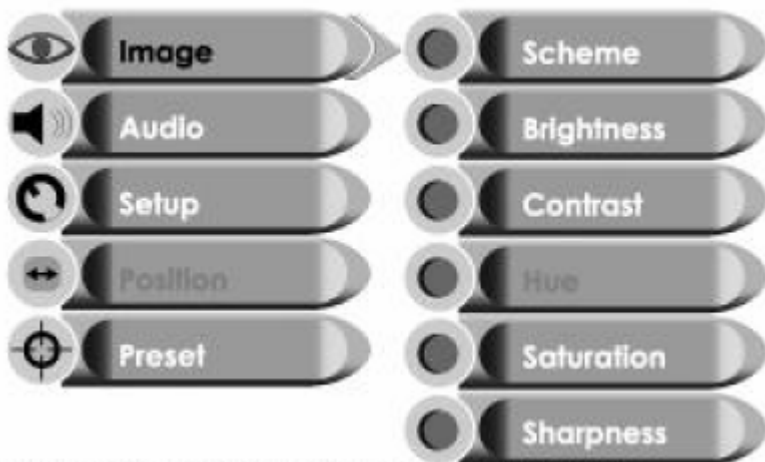 Image
Audio
Setup
Position
Preset
Scheme
Brightness
Contrast
Hue
Saturation
Sharpness